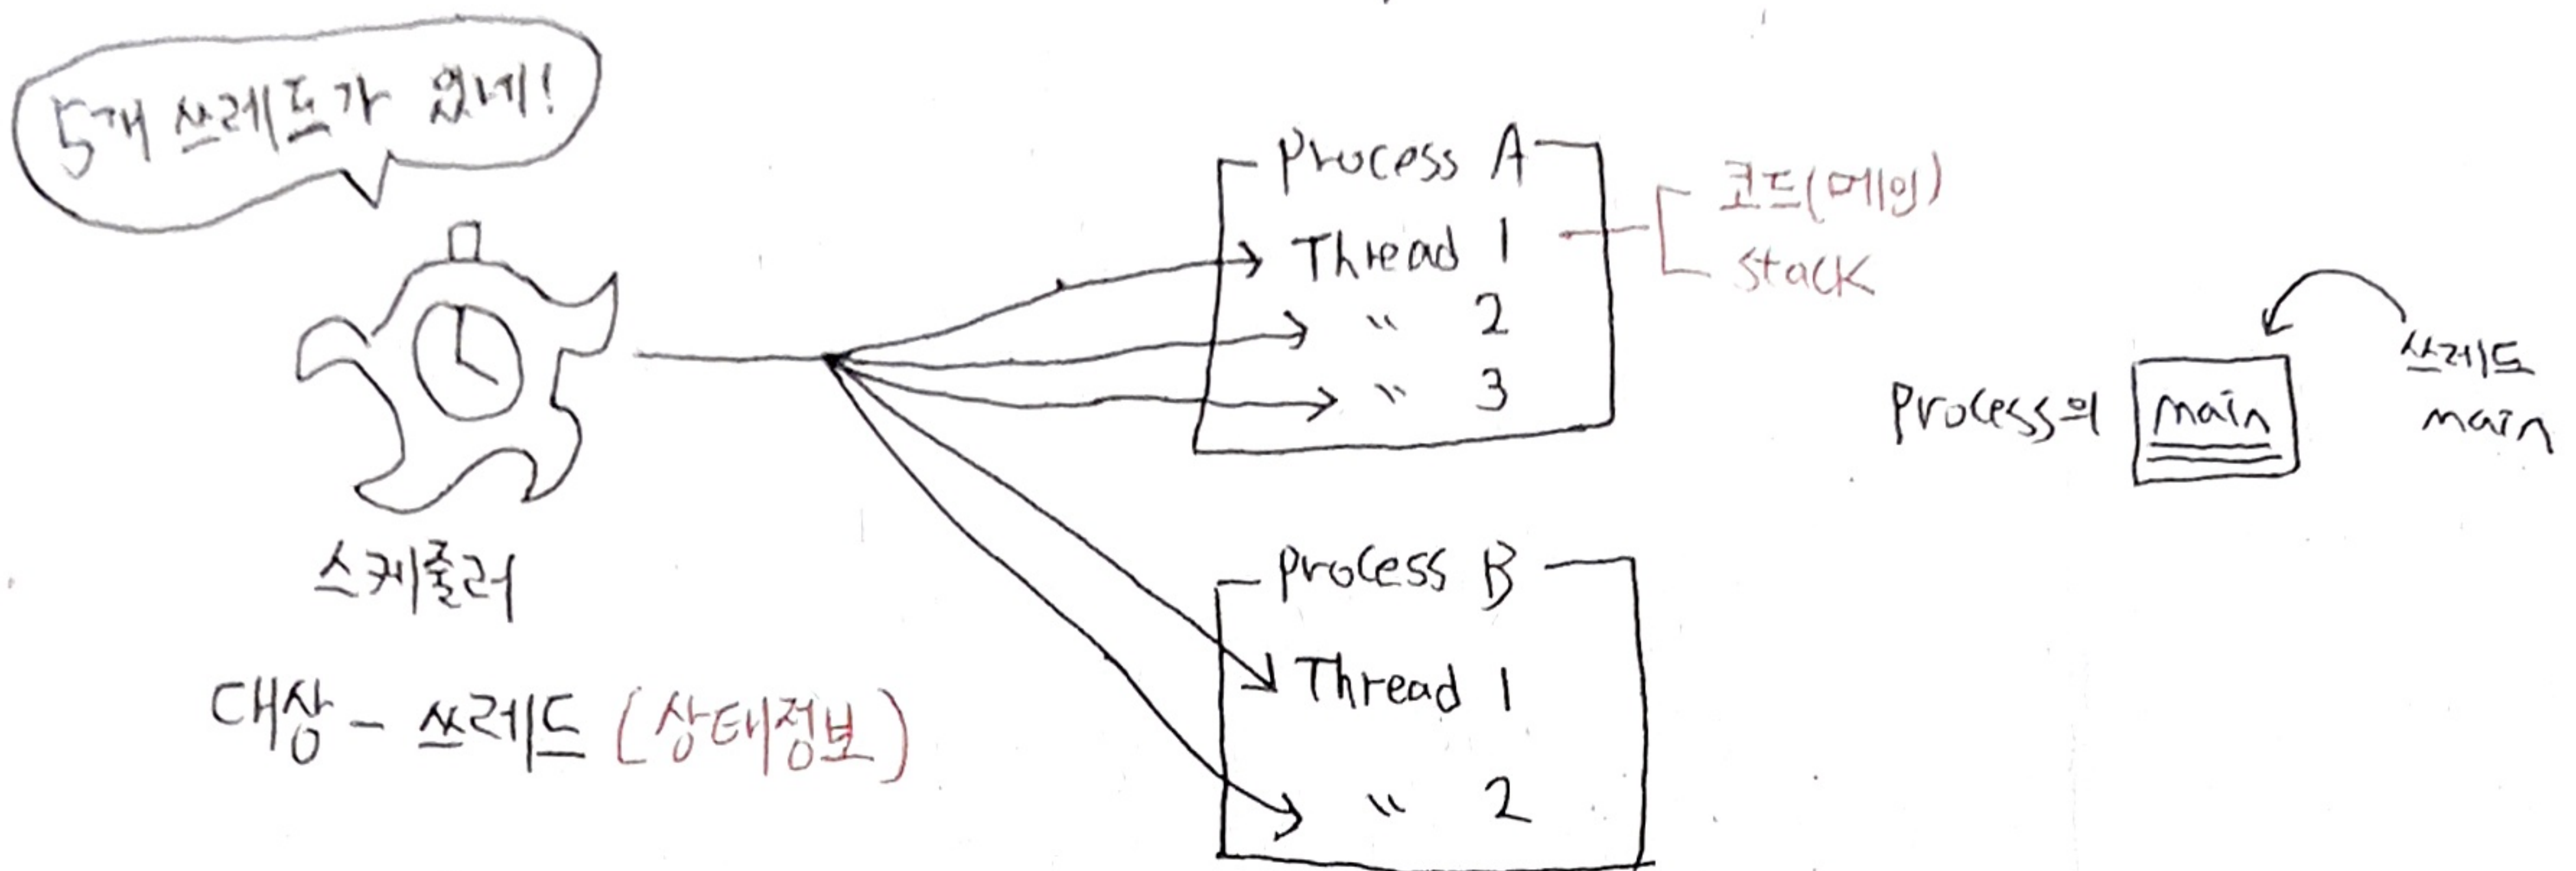 5개 쓰레드가 있네!
스케줄러
대상 - 쓰레드 (상태정보)
Process A
Thread 1
〃 2
〃 3
코드(메인)
stack
Process B
Thread 1
〃 2
Process의
main
쓰레드
main